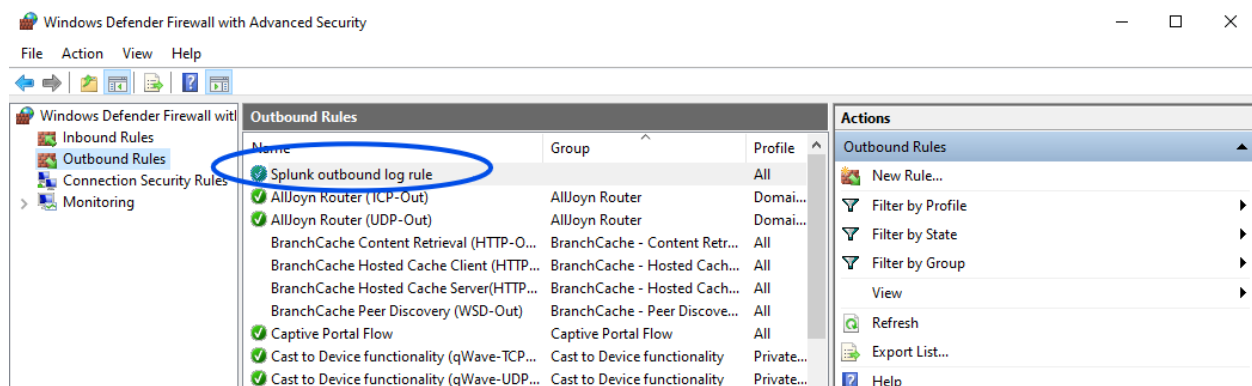 Windows Defender Firewall with Advanced Security
File Action View Help
Windows Defender Firewall witl
Inbound Rules
Outbound Rules
Connection Security Rules
Monitoring
Outbound Rules
Name Group Profile
Splunk outbound log rule All
AllJoyn Router (TCP-Out) AllJoyn Router Domai...
AllJoyn Router (UDP-Out) AllJoyn Router Domai...
BranchCache Content Retrieval (HTTP-O... BranchCache - Content Retr... All
BranchCache Hosted Cache Client (HTTP... BranchCache - Hosted Cach... All
BranchCache Hosted Cache Server(HTTP... BranchCache - Hosted Cach... All
BranchCache Peer Discovery (WSD-Out) BranchCache - Peer Discove... All
Captive Portal Flow Captive Portal Flow All
Cast to Device functionality (qWave-TCP... Cast to Device functionality Private...
Cast to Device functionality (qWave-UDP... Cast to Device functionality Private...
Actions
Outbound Rules
New Rule...
Filter by Profile
Filter by State
Filter by Group
View
Refresh
Export List...
Help